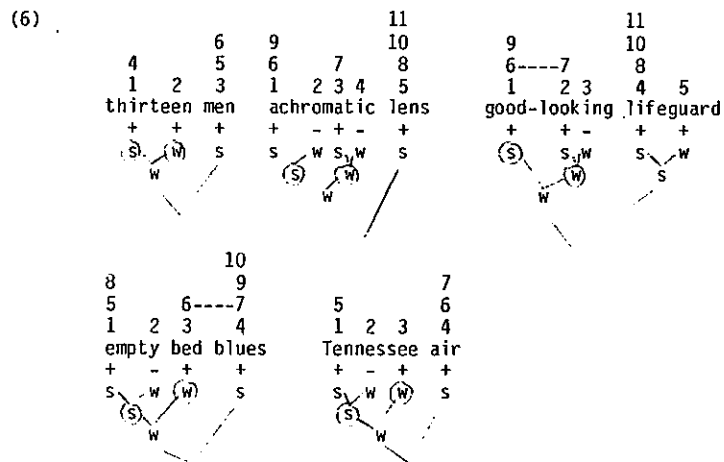 (6)
11
6 9 10 11
4 5 6 7 8 9 10
1 2 3 1 2 3 4 5 6----7 8
1 2 3 4 5
thirteen men achromatic lens good-looking lifeguard
+ + + + - + - + + + - + +
S W S S W S W S S S W S W
W S W W S
W W
10
8 9 7
5 6----7 5 6
1 2 3 4 1 2 3 4
empty bed blues Tennessee air
+ - + + + - + +
S W W S S W W S
S S
W W